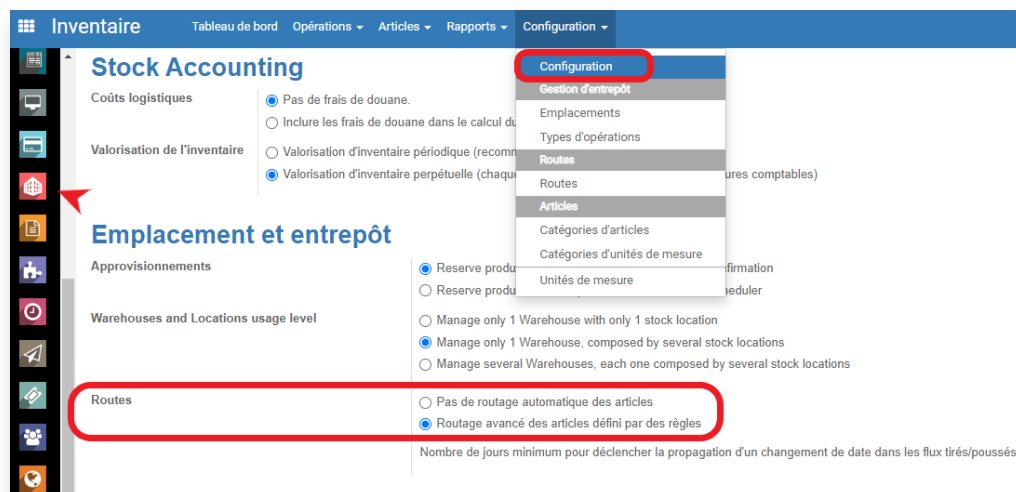 Inventaire Tableau de bord Opérations Articles Rapports Configuration
Configuration
Gestion d'entrepôt
Emplacements
Types d'opérations
Routes
Routes
Articles
Catégories d'articles
Catégories d'unités de mesure
Unités de mesure
Stock Accounting
Coûts logistiques
Pas de frais de douane.
Inclure les frais de douane dans le calcul du
Valorisation de l'inventaire
Valorisation d'inventaire périodique (recomm
Valorisation d'inventaire perpétuelle (chaque ures comptables)
Emplacement et entrepôt
Approvisionnements
Reserve produ firmation
Reserve produ heduler
Warehouses and Locations usage level
Manage only 1 Warehouse with only 1 stock location
Manage only 1 Warehouse, composed by several stock locations
Manage several Warehouses, each one composed by several stock locations
Routes
Pas de routage automatique des articles
Routage avancé des articles défini par des règles
Nombre de jours minimum pour déclencher la propagation d'un changement de date dans les flux tirés/poussés